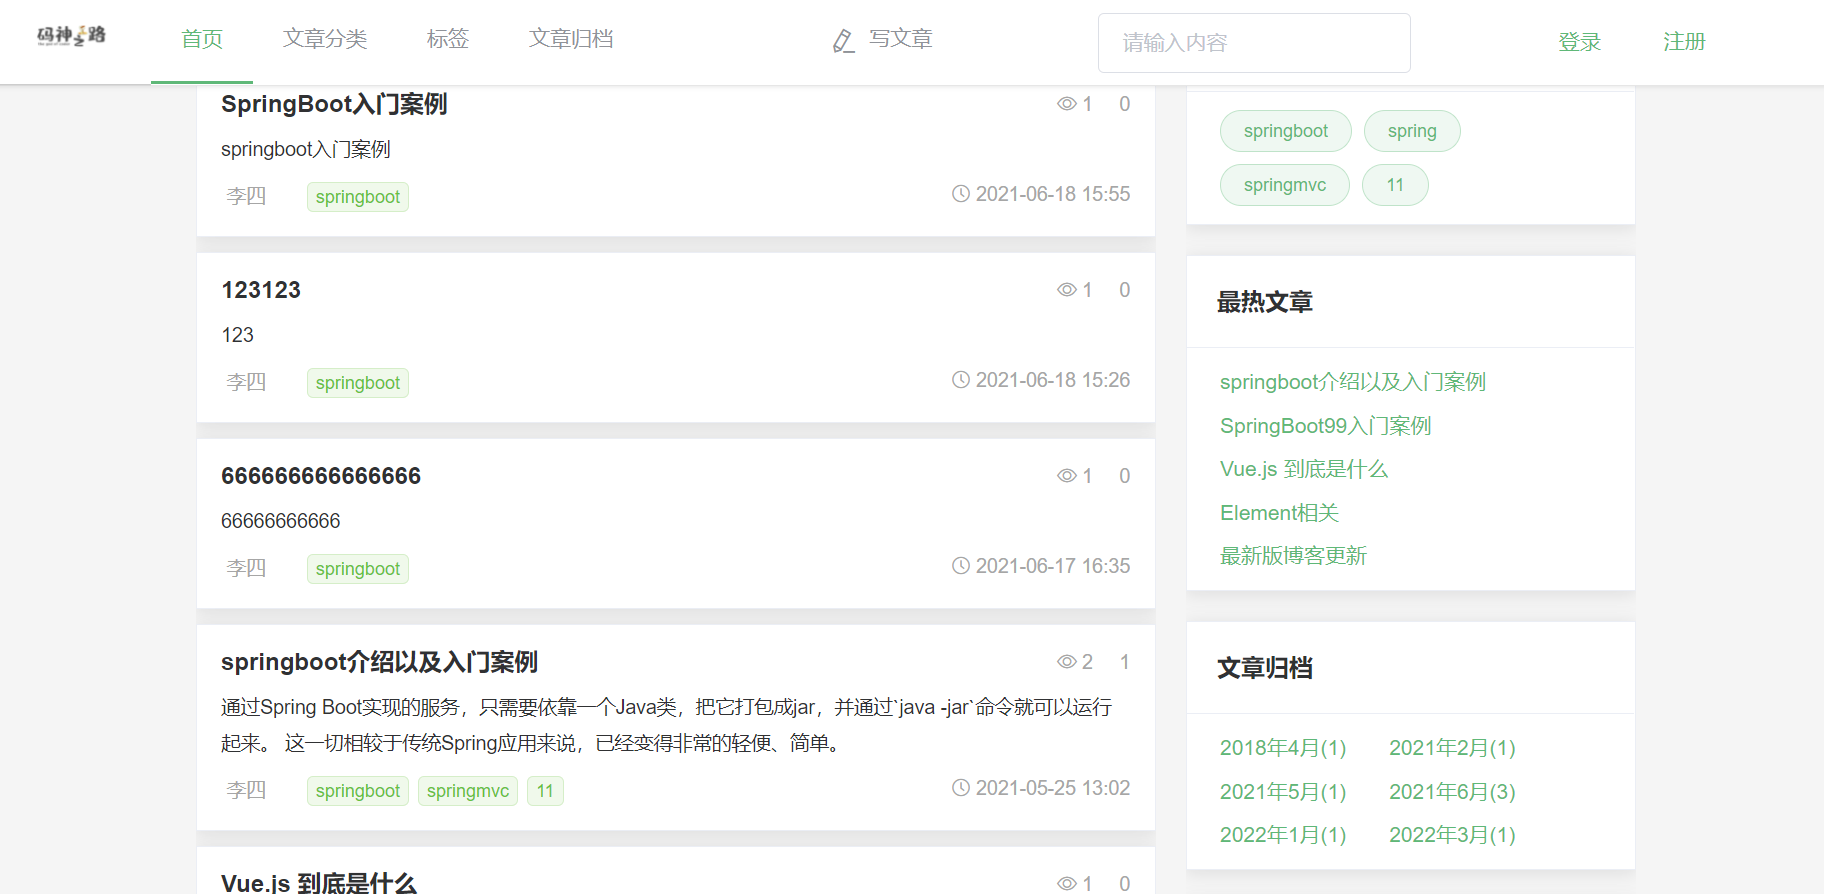 码神之路 首页 文章分类 标签 文章归档 写文章 请输入内容 登录 注册
SpringBoot入门案例 1 0
springboot入门案例
李四 springboot 2021-06-18 15:55
123123 1 0
123
李四 springboot 2021-06-18 15:26
666666666666666 1 0
66666666666
李四 springboot 2021-06-17 16:35
springboot介绍以及入门案例 2 1
通过Spring Boot实现的服务，只需要依靠一个Java类，把它打包成jar，并通过`java -jar`命令就可以运行
起来。 这一切相较于传统Spring应用来说，已经变得非常的轻便、简单。
李四 springboot springmvc 11 2021-05-25 13:02
Vue.js 到底是什么 1 0
springboot spring
springmvc 11
最热文章
springboot介绍以及入门案例
SpringBoot99入门案例
Vue.js 到底是什么
Element相关
最新版博客更新
文章归档
2018年4月(1) 2021年2月(1)
2021年5月(1) 2021年6月(3)
2022年1月(1) 2022年3月(1)